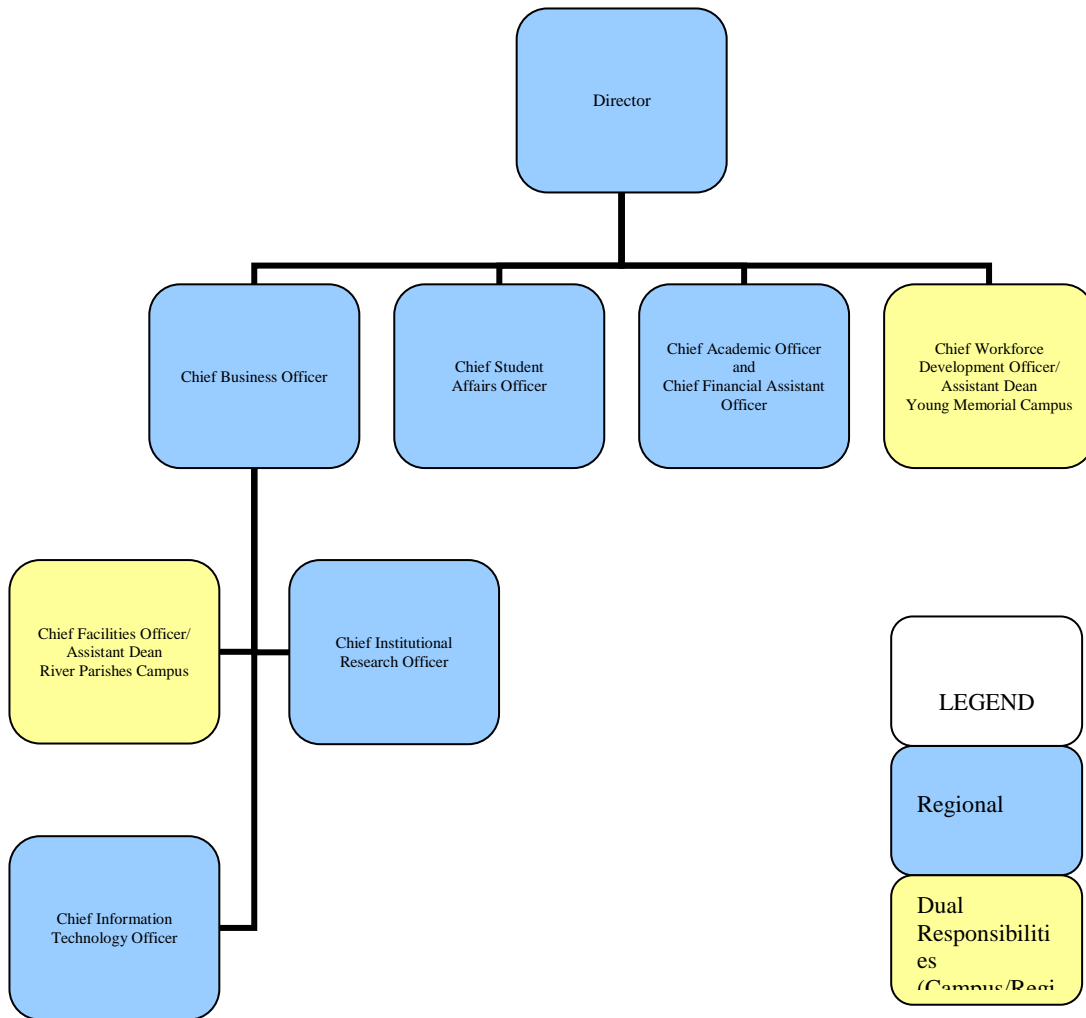 Director
Chief Business Officer
Chief Student
Affairs Officer
Chief Academic Officer
and
Chief Financial Assistant
Officer
Chief Workforce
Development Officer/
Assistant Dean
Young Memorial Campus
Chief Facilities Officer/
Assistant Dean
River Parishes Campus
Chief Institutional
Research Officer
Chief Information
Technology Officer
LEGEND
Regional
Dual
Responsibiliti
es
(Campus/Regi